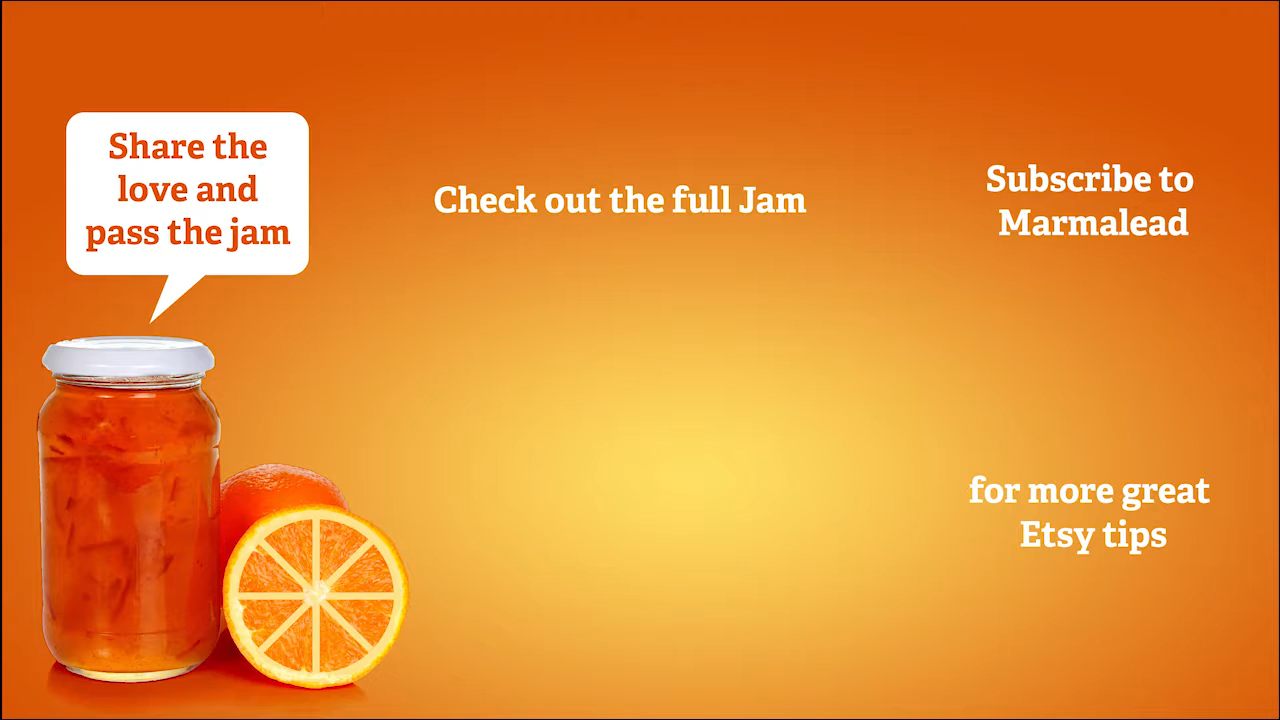 Share the
love and
pass the jam
Check out the full Jam
Subscribe to
Marmalead
for more great
Etsy tips